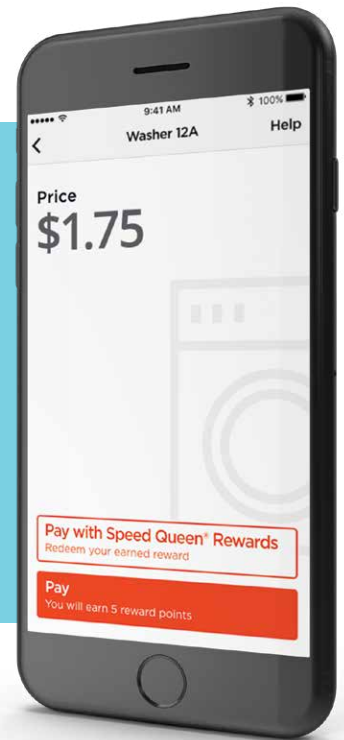 9:41 AM
100%
Washer 12A
Help
Price
$1.75
Pay with Speed Queen® Rewards
Redeem your earned reward
Pay
You will earn 5 reward points